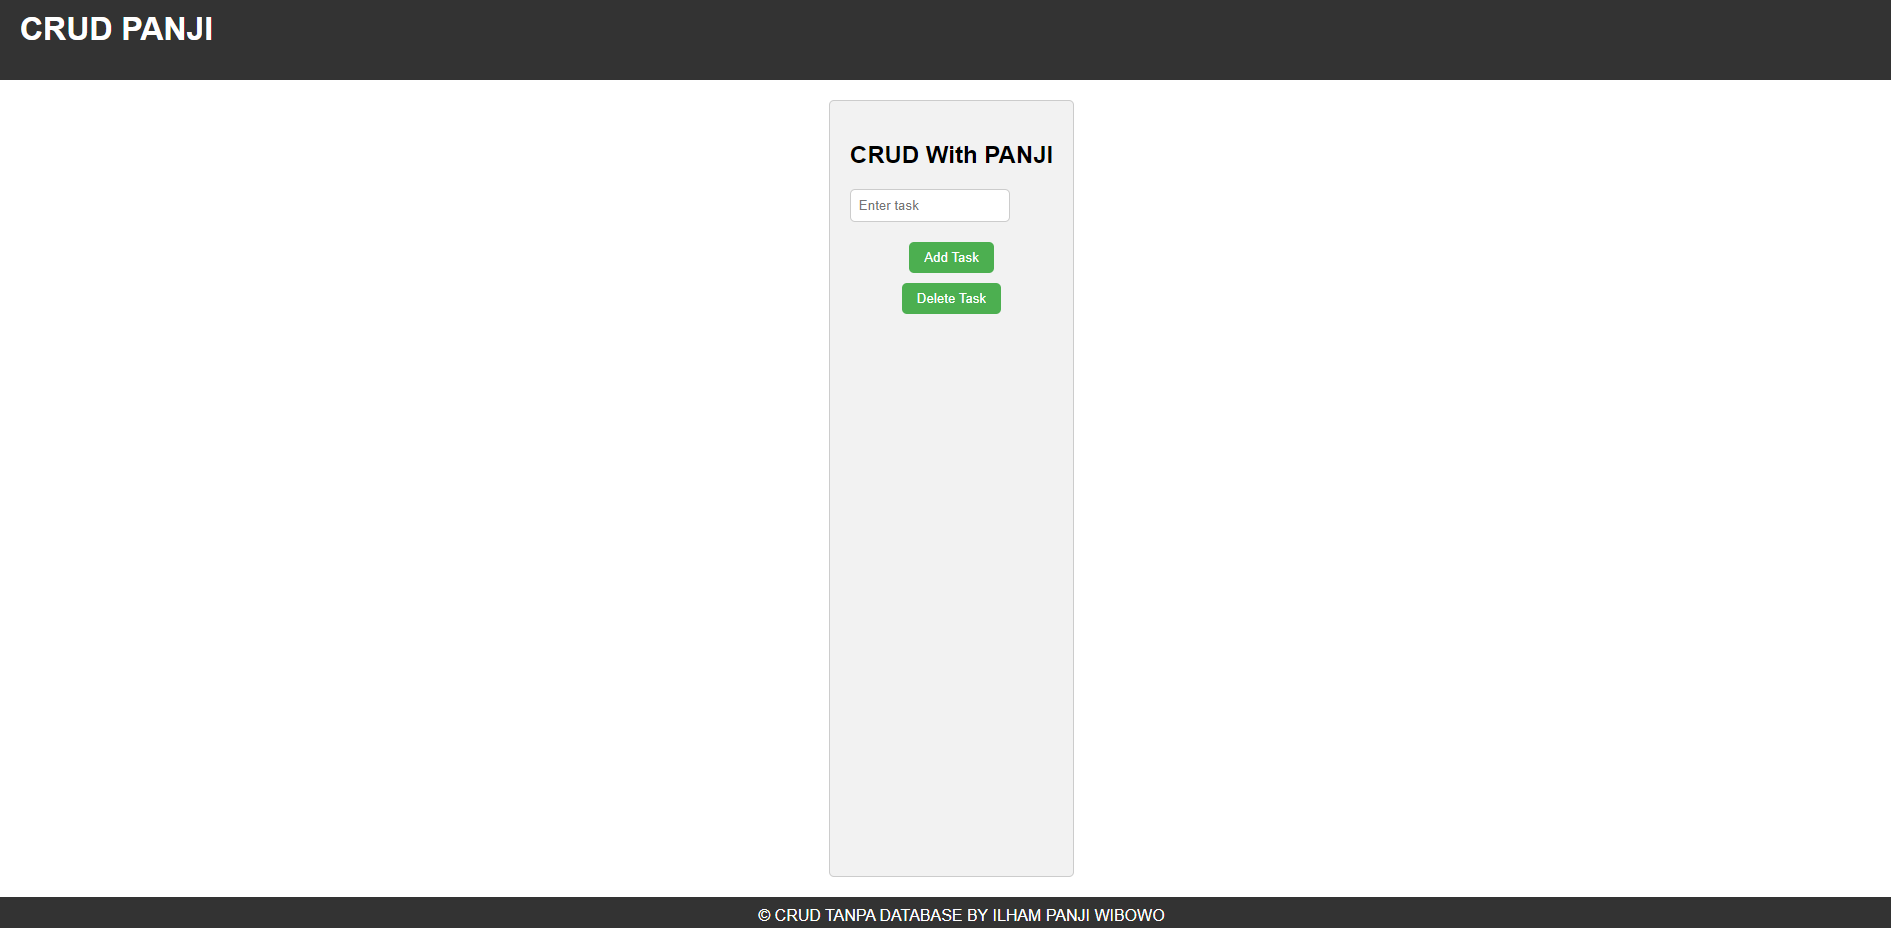 CRUD PANJI
CRUD With PANJI
Enter task
Add Task
Delete Task
© CRUD TANPA DATABASE BY ILHAM PANJI WIBOWO